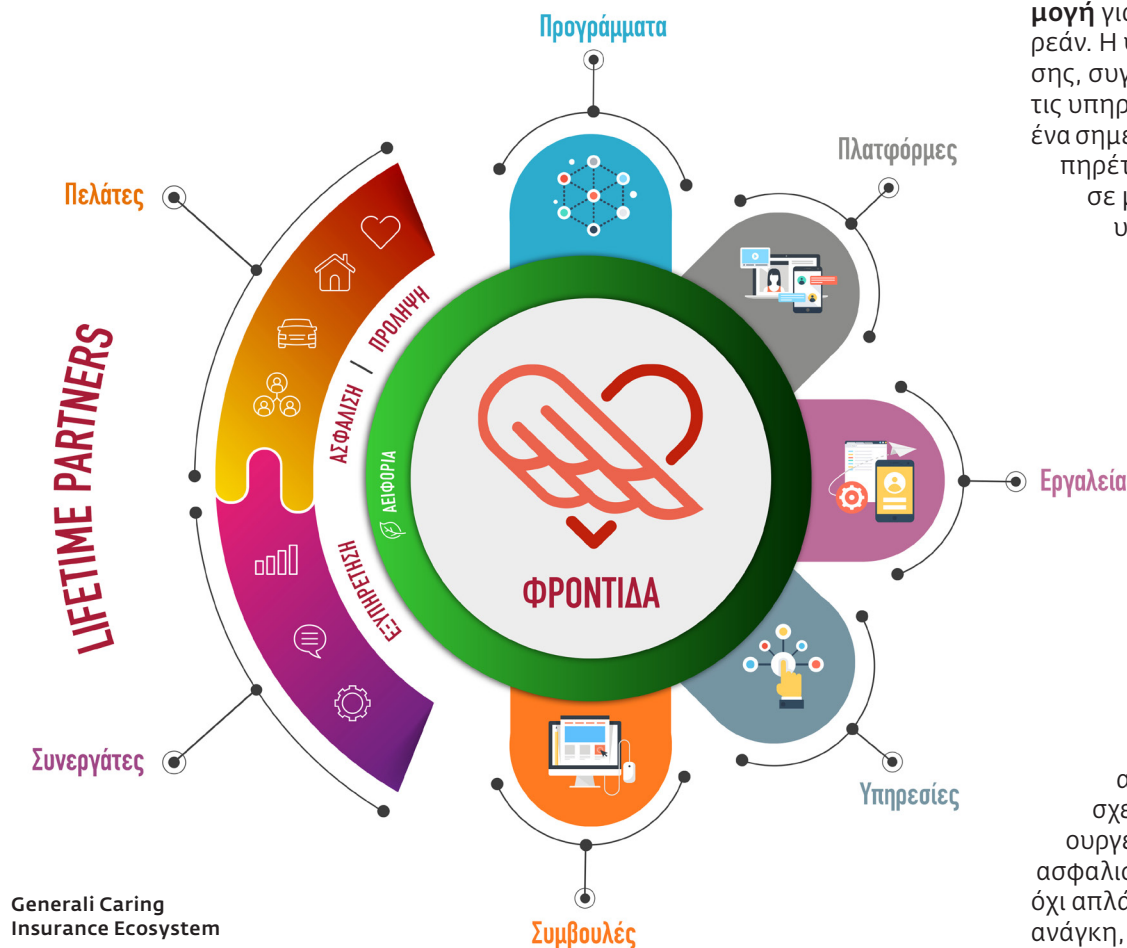 Προγράμματα
Πλατφόρμες
Πελάτες
Εργαλεία
LIFETIME PARTNERS
ΑΣΦΑΛΙΣΗ | ΠΡΟΛΗΨΗ
ΕΞΥΠΗΡΕΤΗΣΗ
ΑΕΙΦΟΡΙΑ
ΦΡΟΝΤΙΔΑ
Συνεργάτες
Υπηρεσίες
Συμβουλές
Generali Caring
Insurance Ecosystem
μογή για
ρεάν. Η
σης, συγ
τις υπηρ
ένα σημε
πηρέτ
σε μ
υ
α
σχε
ουργε
ασφαλισ
όχι απλά
ανάγκη,